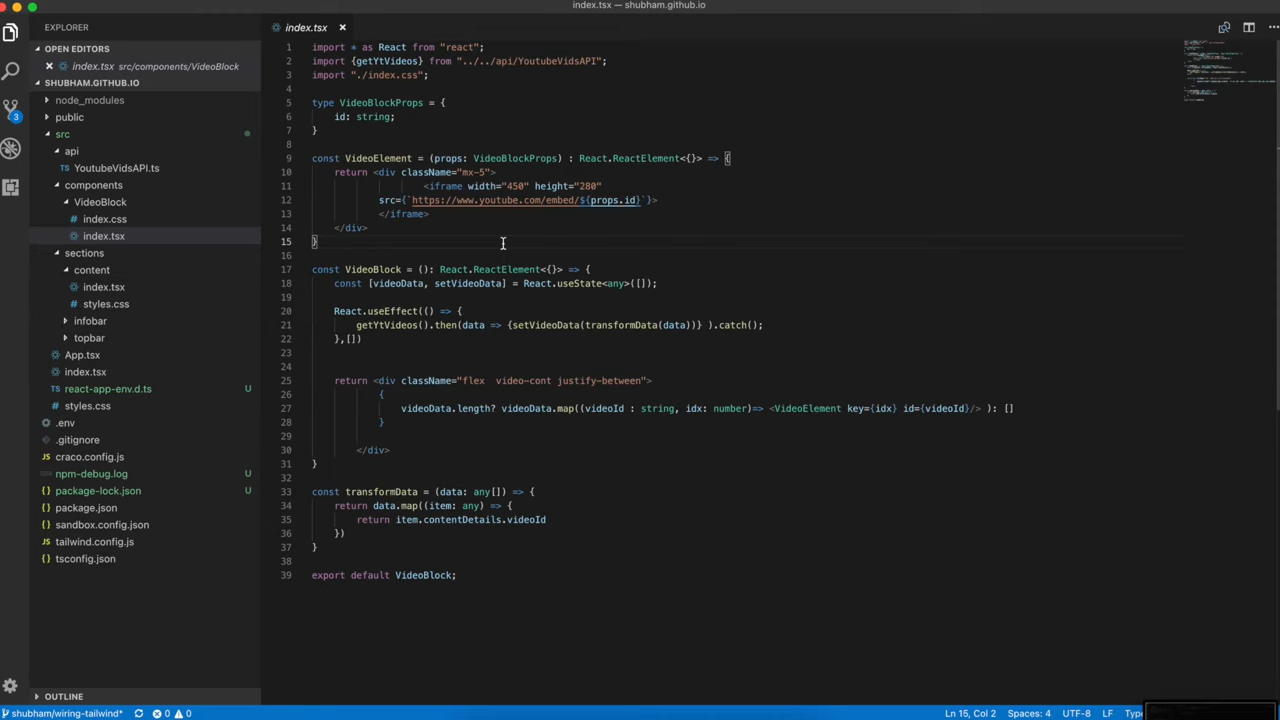 index.tsx — shubham.github.io
EXPLORER
OPEN EDITORS
index.tsx src/components/VideoBlock
SHUBHAM.GITHUB.IO
node_modules
public
src
api
TS YoutubeVidsAPI.ts
components
VideoBlock
# index.css
index.tsx
sections
content
index.tsx
# styles.css
infobar
topbar
App.tsx
index.tsx
TS react-app-env.d.ts U
# styles.css
.env
.gitignore
JS craco.config.js
npm-debug.log U
{} package-lock.json U
{} package.json
{} sandbox.config.json
JS tailwind.config.js
{} tsconfig.json
OUTLINE
3
index.tsx
1 import * as React from "react";
2 import {getYtVideos} from "../../api/YoutubeVidsAPI";
3 import "./index.css";
4
5 type VideoBlockProps = {
6 id: string;
7 }
8
9 const VideoElement = (props: VideoBlockProps) : React.ReactElement<{}> => {
10 return <div className="mx-5">
11 <iframe width="450" height="280"
12 src={`https://www.youtube.com/embed/${props.id}`}>
13 </iframe>
14 </div>
15 }
16
17 const VideoBlock = (): React.ReactElement<{}> => {
18 const [videoData, setVideoData] = React.useState<any>([]);
19
20 React.useEffect(() => {
21 getYtVideos().then(data => {setVideoData(transformData(data))} ).catch();
22 },[])
23
24
25 return <div className="flex  video-cont justify-between">
26 {
27 videoData.length? videoData.map((videoId : string, idx: number)=> <VideoElement key={idx} id={videoId}/> ): []
28 }
29
30 </div>
31 }
32
33 const transformData = (data: any[]) => {
34 return data.map((item: any) => {
35 return item.contentDetails.videoId
36 })
37 }
38
39 export default VideoBlock;
shubham/wiring-tailwind* 0 0 Ln 15, Col 2 Spaces: 4 UTF-8 LF